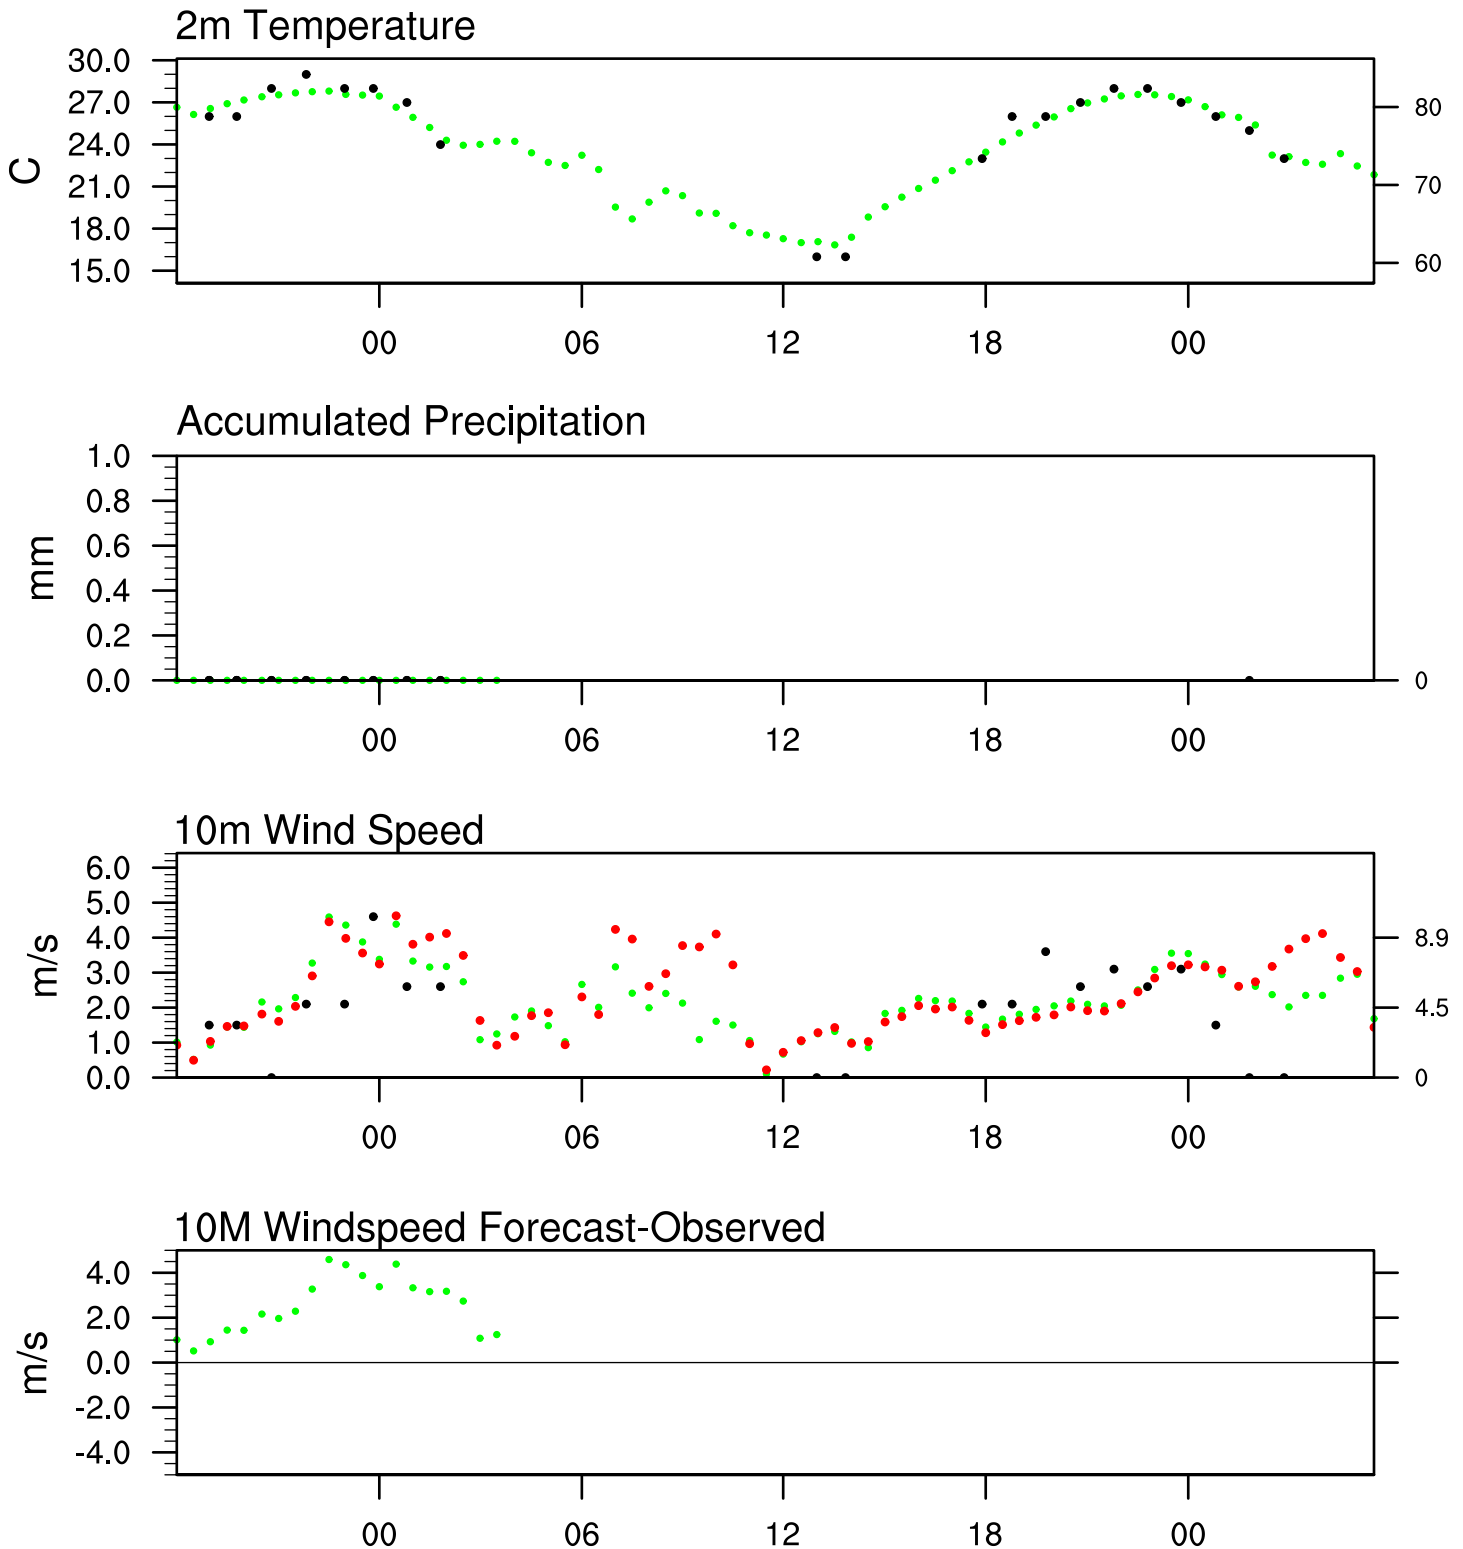 2m Temperature
30.0
27.0
24.0
21.0
18.0
15.0
C
80
70
60
00 06 12 18 00
Accumulated Precipitation
1.0
0.8
0.6
0.4
0.2
0.0
mm
0
00 06 12 18 00
10m Wind Speed
6.0
5.0
4.0
3.0
2.0
1.0
0.0
m/s
8.9
4.5
0
00 06 12 18 00
10M Windspeed Forecast-Observed
4.0
2.0
0.0
-2.0
-4.0
m/s
00 06 12 18 00